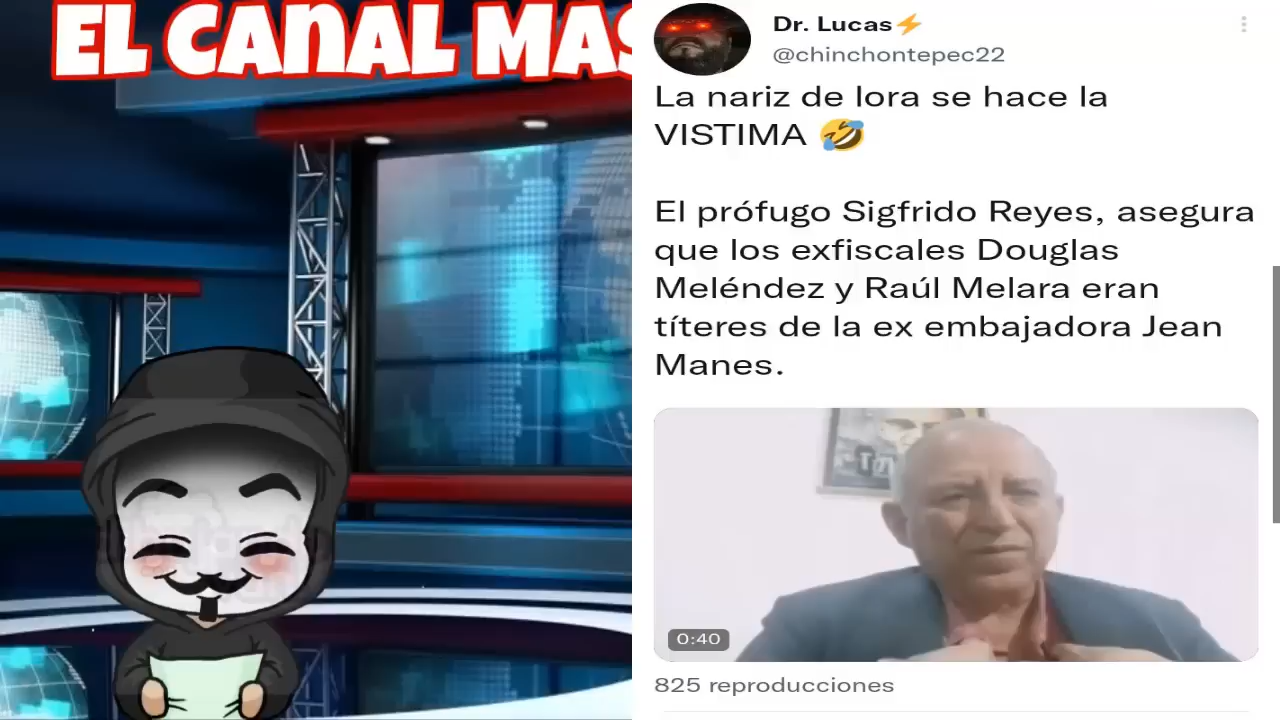 EL CANAL MAS
Dr. Lucas⚡
@chinchontepec22
La nariz de lora se hace la
VISTIMA 🤣
El prófugo Sigfrido Reyes, asegura
que los exfiscales Douglas
Meléndez y Raúl Melara eran
títeres de la ex embajadora Jean
Manes.
0:40
825 reproducciones